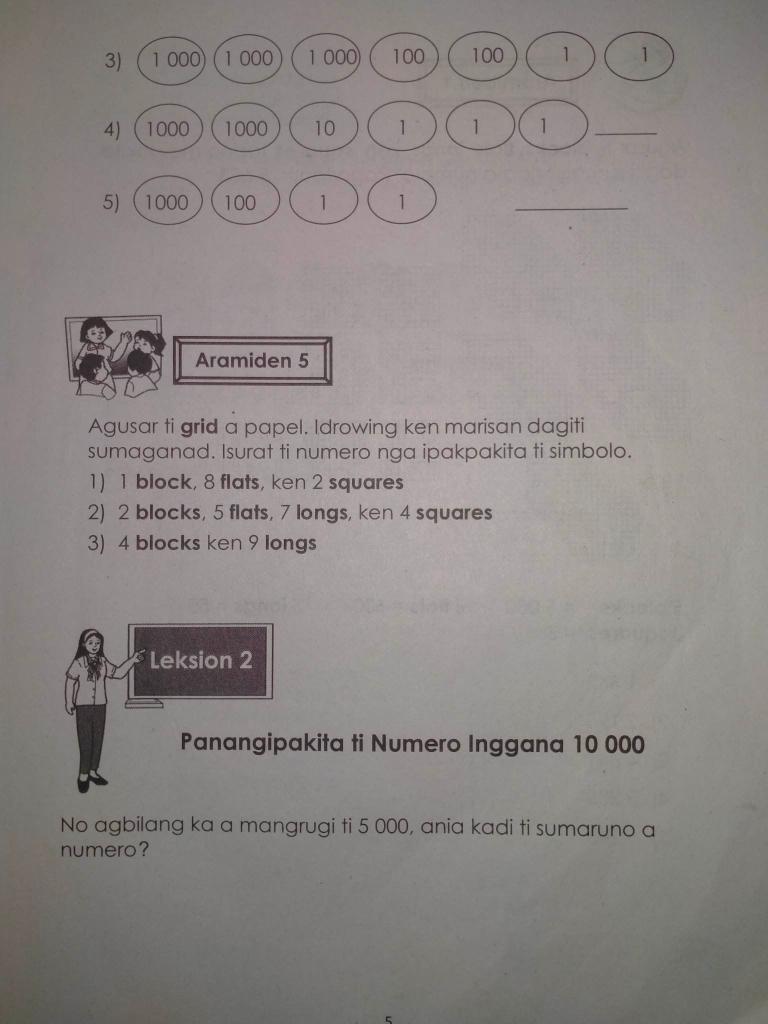 3) 1 000 1 000 1 000 100 100 1 1
4) 1000 1000 10 1 1 1
5) 1000 100 1 1
Aramiden 5
Agusar ti grid a papel. Idrowing ken marisan dagiti
sumaganad. Isurat ti numero nga ipakpakita ti simbolo.
1) 1 block, 8 flats, ken 2 squares
2) 2 blocks, 5 flats, 7 longs, ken 4 squares
3) 4 blocks ken 9 longs
Leksion 2
Panangipakita ti Numero Inggana 10 000
No agbilang ka a mangrugi ti 5 000, ania kadi ti sumaruno a
numero?
5